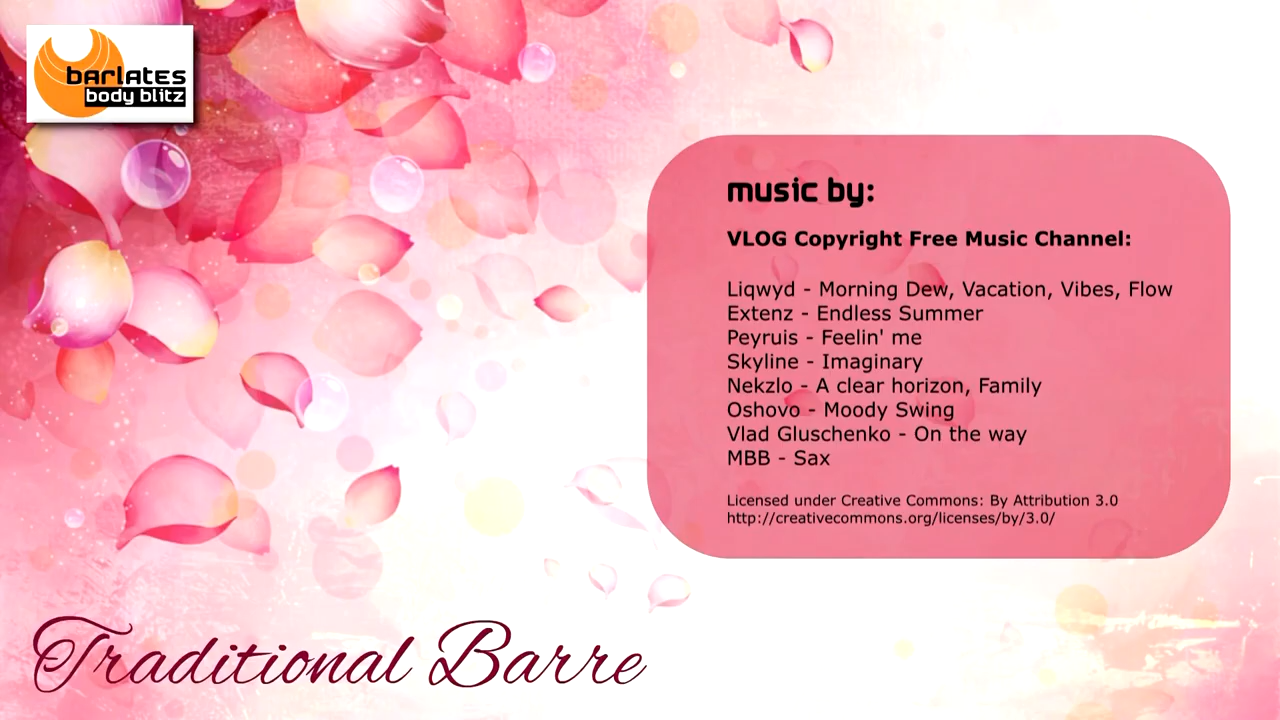 barlates
body blitz
music by:
VLOG Copyright Free Music Channel:
Liqwyd - Morning Dew, Vacation, Vibes, Flow
Extenz - Endless Summer
Peyruis - Feelin' me
Skyline - Imaginary
Nekzlo - A clear horizon, Family
Oshovo - Moody Swing
Vlad Gluschenko - On the way
MBB - Sax
Licensed under Creative Commons: By Attribution 3.0
http://creativecommons.org/licenses/by/3.0/
Traditional Barre